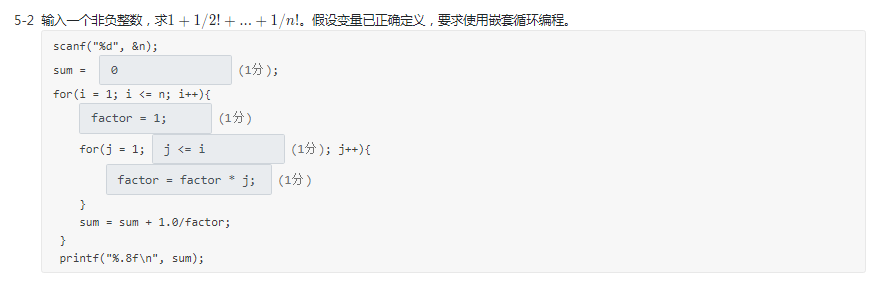 5-2 输入一个非负整数，求1 + 1/2! + ... + 1/n!。假设变量已正确定义，要求使用嵌套循环编程。
scanf("%d", &n);
sum = 0 (1分);
for(i = 1; i <= n; i++){
factor = 1; (1分)
for(j = 1; j <= i (1分); j++){
factor = factor * j; (1分)
}
sum = sum + 1.0/factor;
}
printf("%.8f\n", sum);